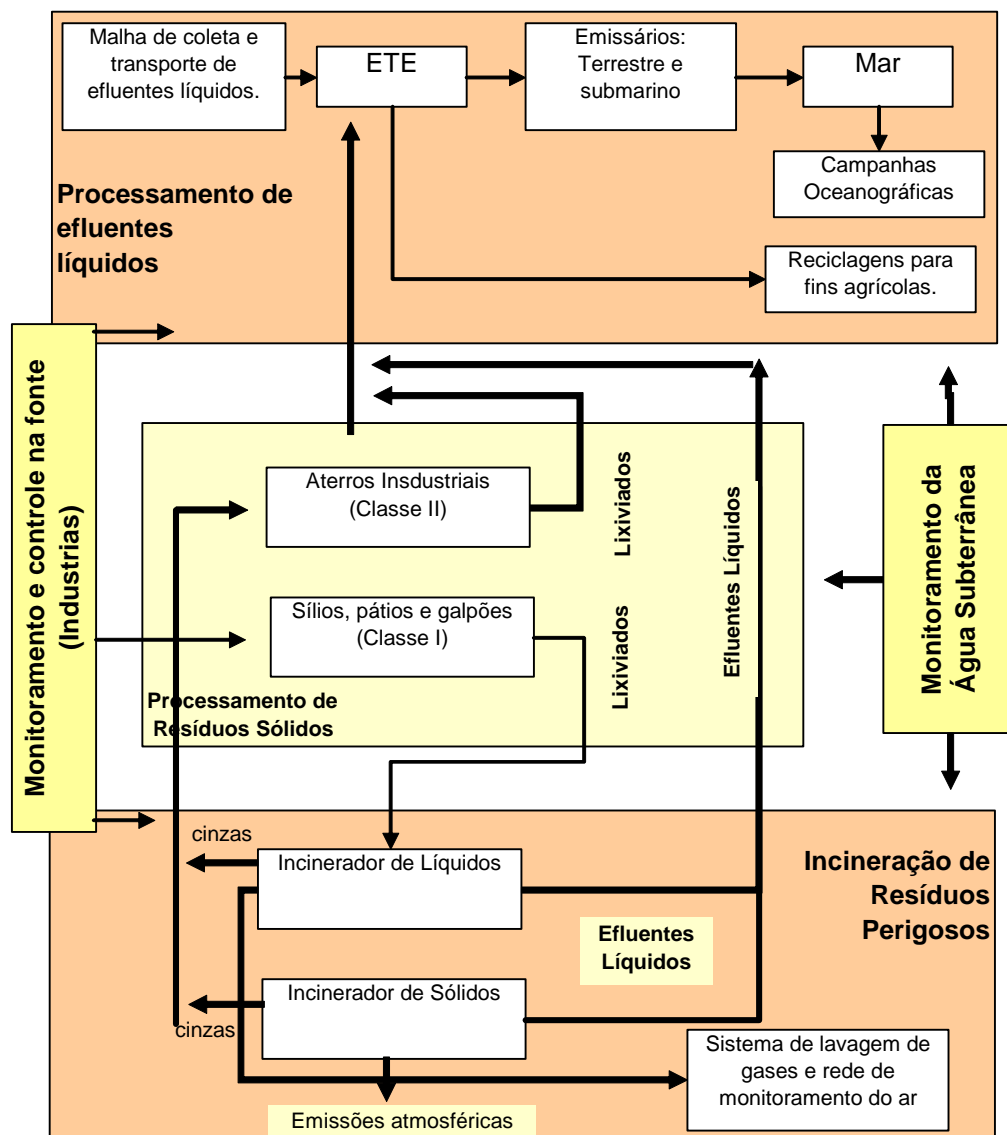 Malha de coleta e
transporte de
efluentes líquidos.
ETE
Emissários:
Terrestre e
submarino
Mar
Campanhas
Oceanográficas
Processamento de
efluentes
líquidos
Reciclagens para
fins agrícolas.
Monitoramento e controle na fonte
(Industrias)
Aterros Insdustriais
(Classe II)
Lixiviados
Sílios, pátios e galpões
(Classe I)
Lixiviados
Efluentes Líquidos
Processamento de
Resíduos Sólidos
Monitoramento da
Água Subterrânea
cinzas
Incinerador de Líquidos
Incineração de
Resíduos
Perigosos
Efluentes
Líquidos
Incinerador de Sólidos
cinzas
Sistema de lavagem de
gases e rede de
monitoramento do ar
Emissões atmosféricas